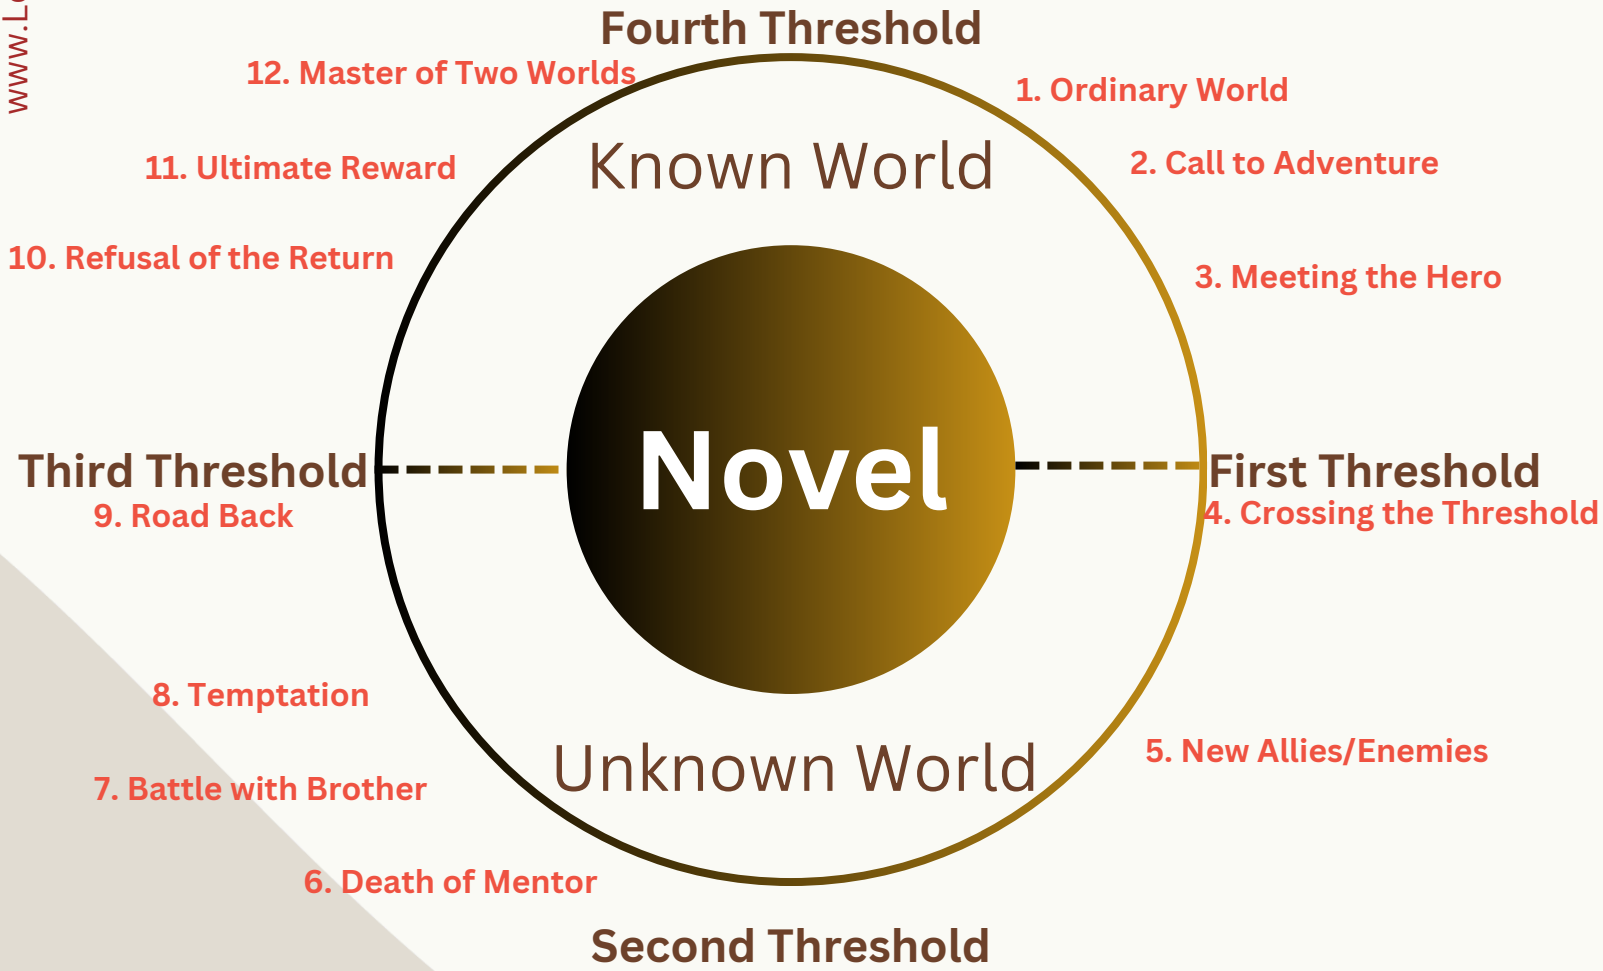 www.L
Fourth Threshold
12. Master of Two Worlds
1. Ordinary World
Known World
11. Ultimate Reward
2. Call to Adventure
10. Refusal of the Return
3. Meeting the Hero
Novel
Third Threshold
First Threshold
9. Road Back
4. Crossing the Threshold
8. Temptation
Unknown World
5. New Allies/Enemies
7. Battle with Brother
6. Death of Mentor
Second Threshold